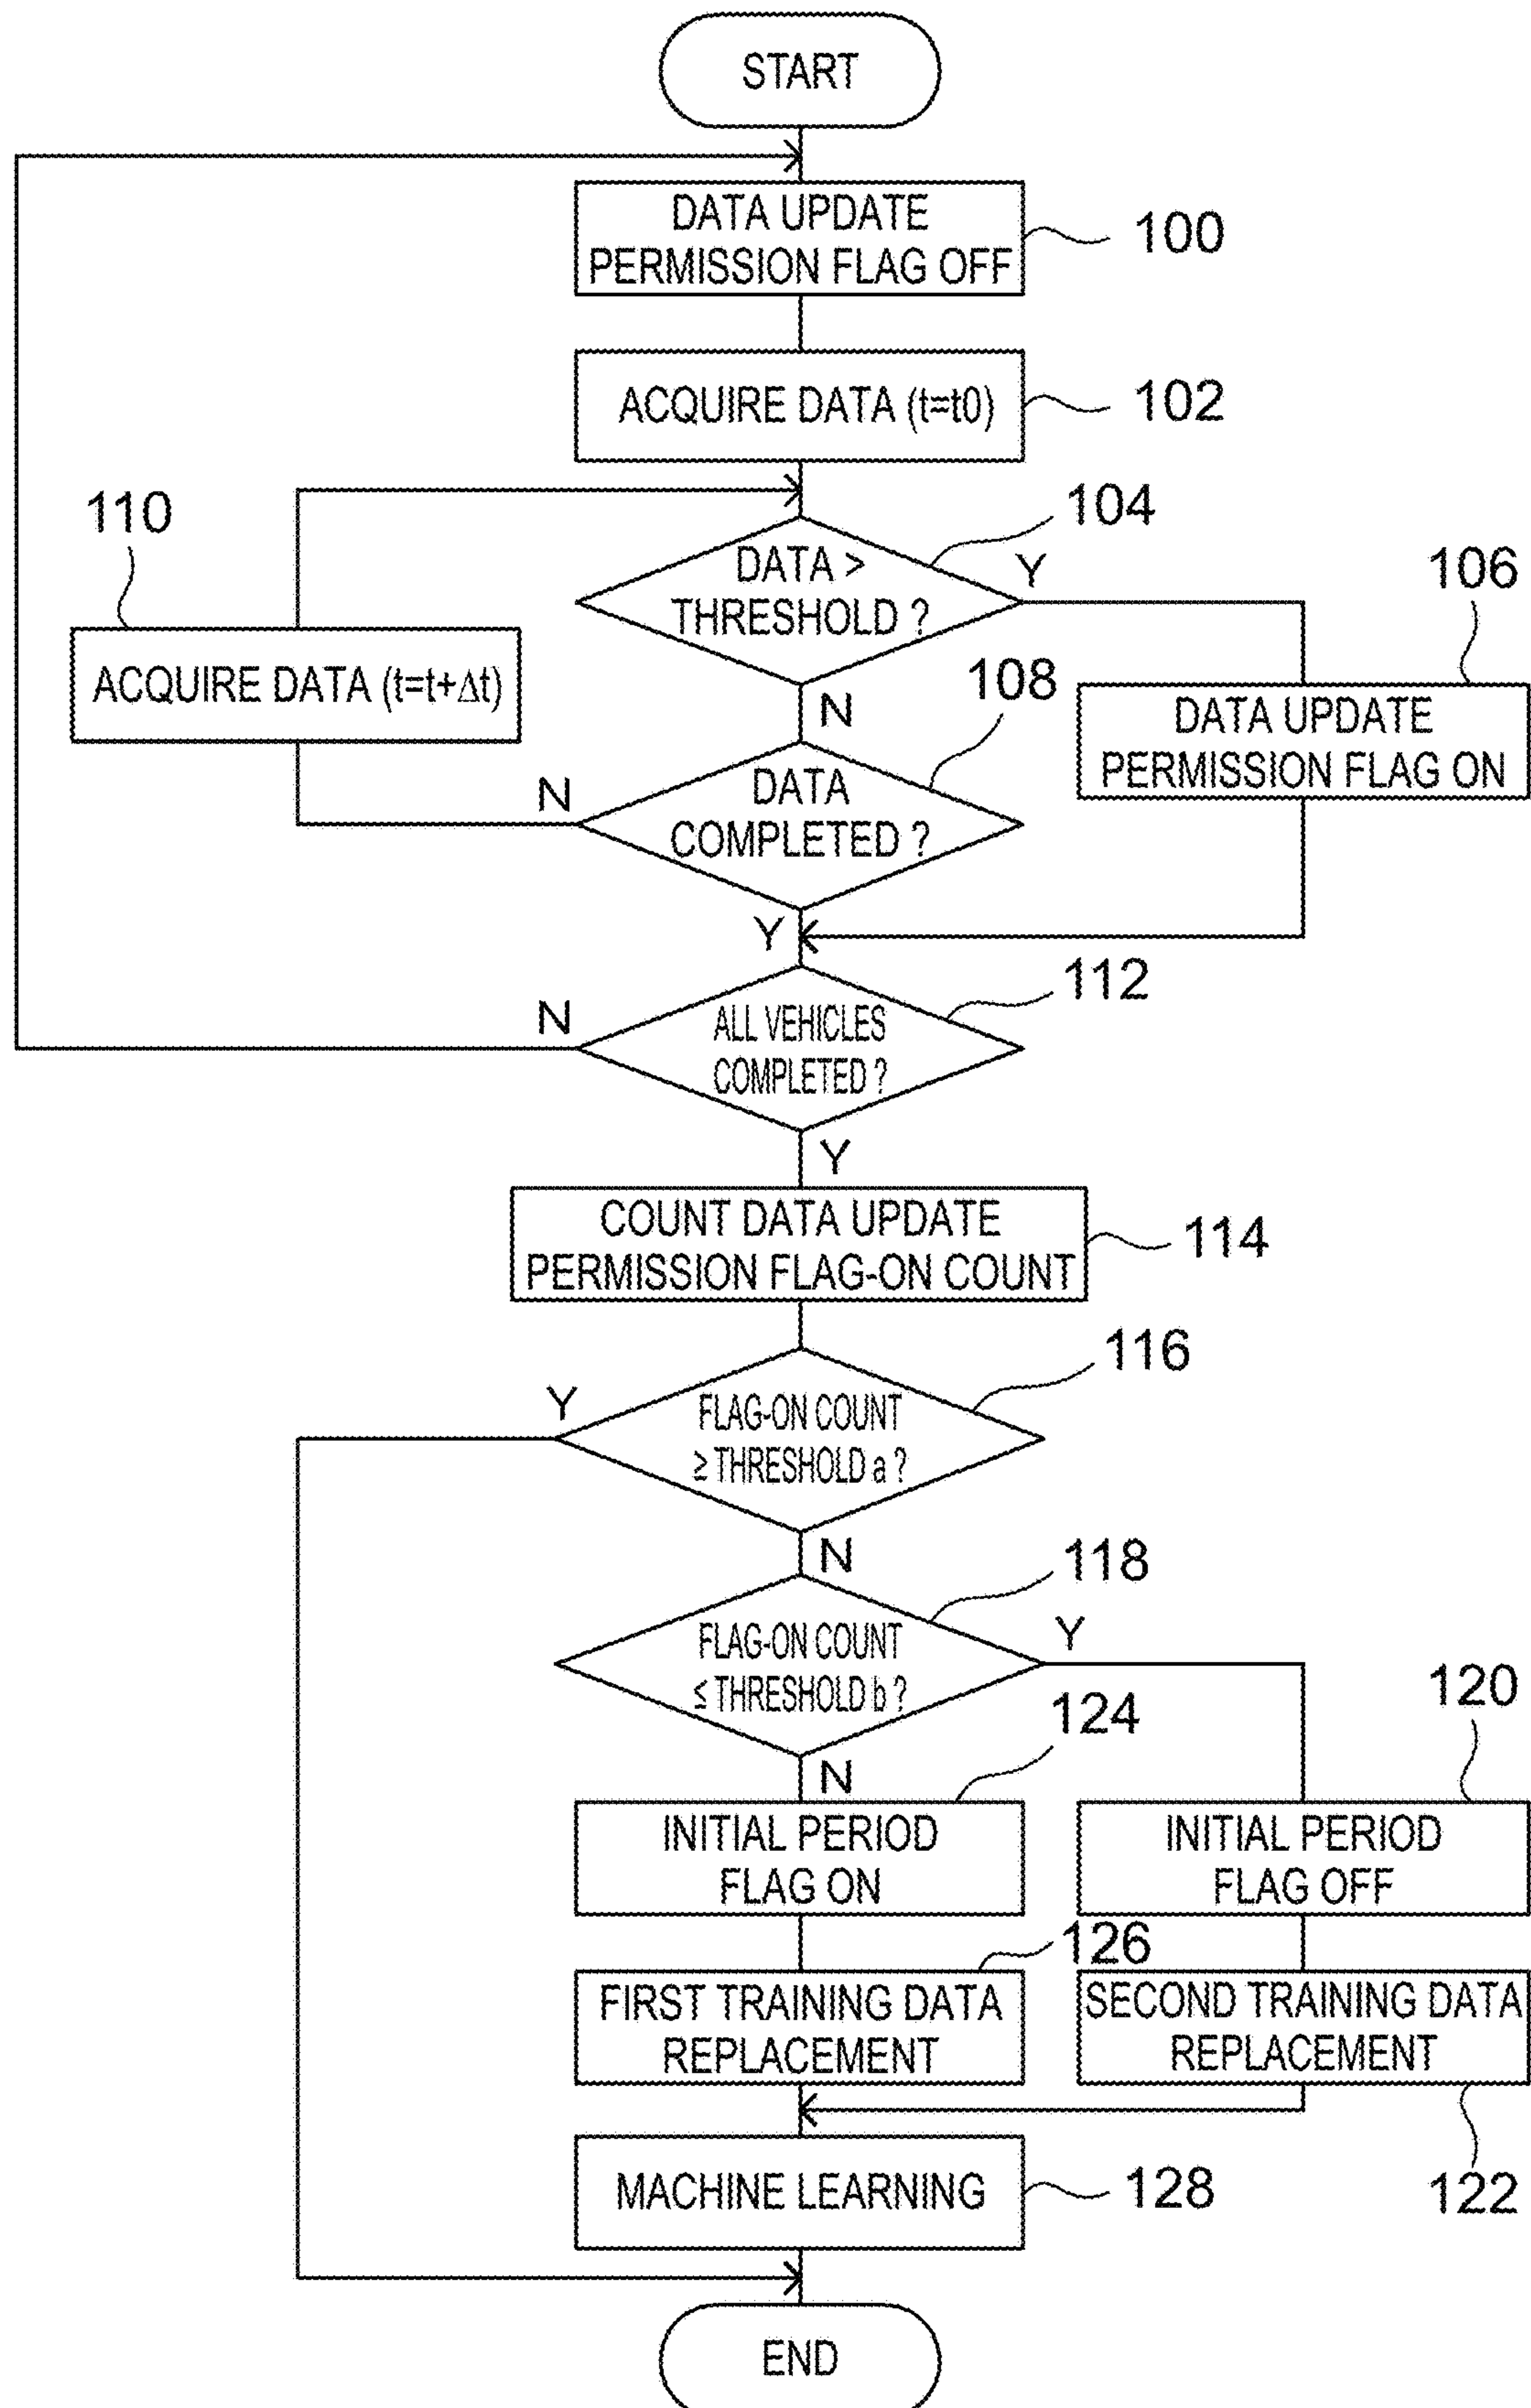 START
DATA UPDATE
PERMISSION FLAG OFF
100
ACQUIRE DATA (t=t0)
102
110
104
DATA >
THRESHOLD ?
Y
106
ACQUIRE DATA (t=t+Δt)
N
108
DATA UPDATE
PERMISSION FLAG ON
N
DATA
COMPLETED ?
Y
112
N
ALL VEHICLES
COMPLETED ?
Y
COUNT DATA UPDATE
PERMISSION FLAG-ON COUNT
114
116
Y
FLAG-ON COUNT
≥ THRESHOLD a ?
N
118
FLAG-ON COUNT
≤ THRESHOLD b ?
Y
120
124
N
INITIAL PERIOD
FLAG ON
INITIAL PERIOD
FLAG OFF
126
FIRST TRAINING DATA
REPLACEMENT
SECOND TRAINING DATA
REPLACEMENT
MACHINE LEARNING
128
122
END